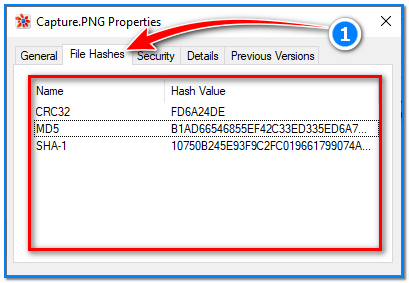 Capture.PNG Properties
1
General File Hashes Security Details Previous Versions
Name Hash Value
CRC32 FD6A24DE
MD5 B1AD66546855EF42C33ED335ED6A7...
SHA-1 10750B245E93F9C2FC019661799074A...